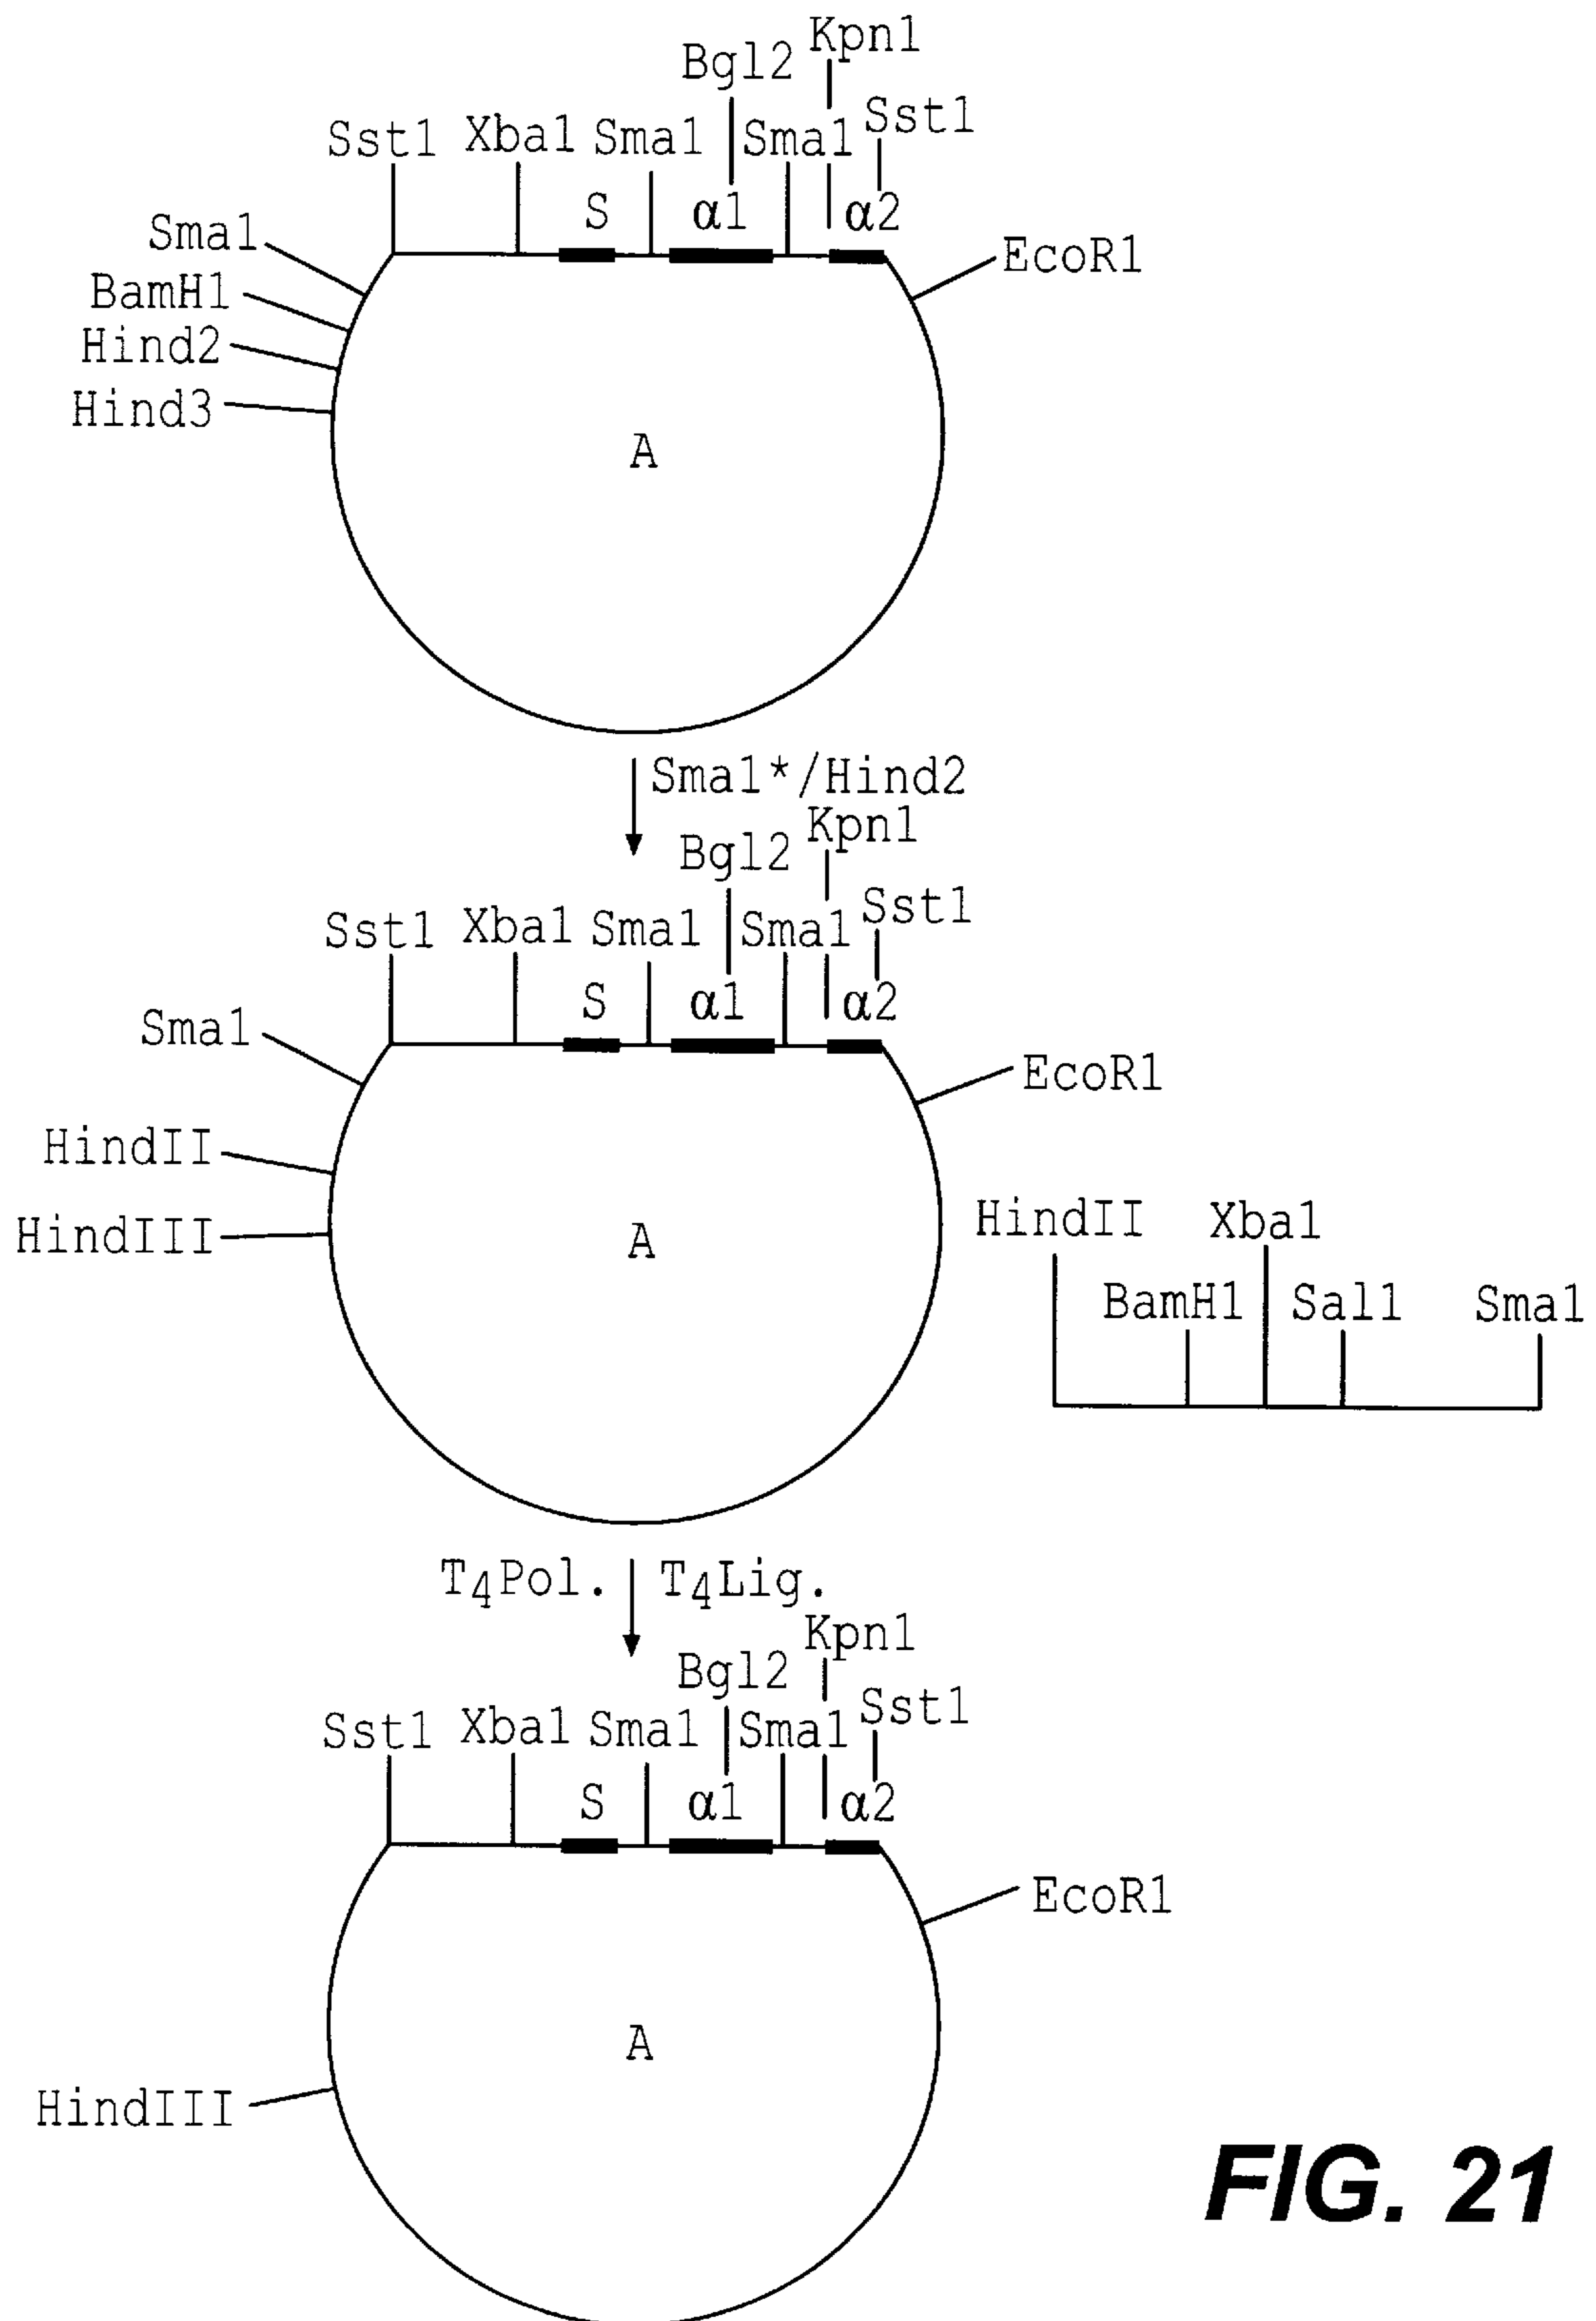 Kpn1
Bgl2
Sst1
Sst1 Xba1 Sma1 Sma1
S α1 α2
Sma1
EcoR1
BamH1
Hind2
Hind3
A
Sma1*/Hind2
Kpn1
Bgl2
Sst1
Sst1 Xba1 Sma1 Sma1
S α1 α2
Sma1
EcoR1
HindII
HindIII
A
HindII Xba1
BamH1 Sal1 Sma1
T4Pol. T4Lig.
Kpn1
Bgl2
Sst1
Sst1 Xba1 Sma1 Sma1
S α1 α2
EcoR1
A
HindIII
FIG. 21